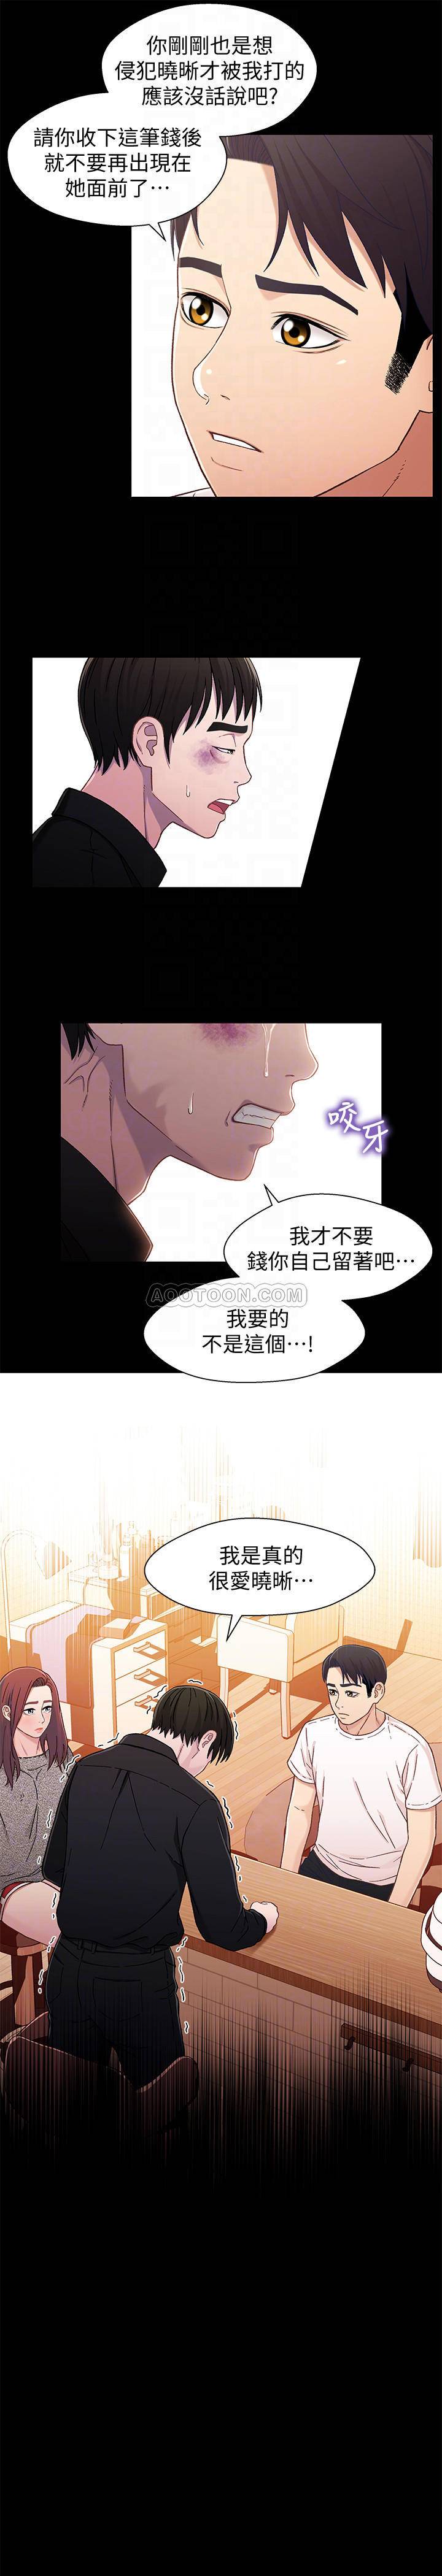 你剛剛也是想
侵犯曉晰才被我打的
應該沒話說吧?
請你收下這筆錢後
就不要再出現在
她面前了…
咬牙
我才不要
錢你自己留著吧…
AQOTOON.COM
我要的
不是這個…!
我是真的
很愛曉晰…